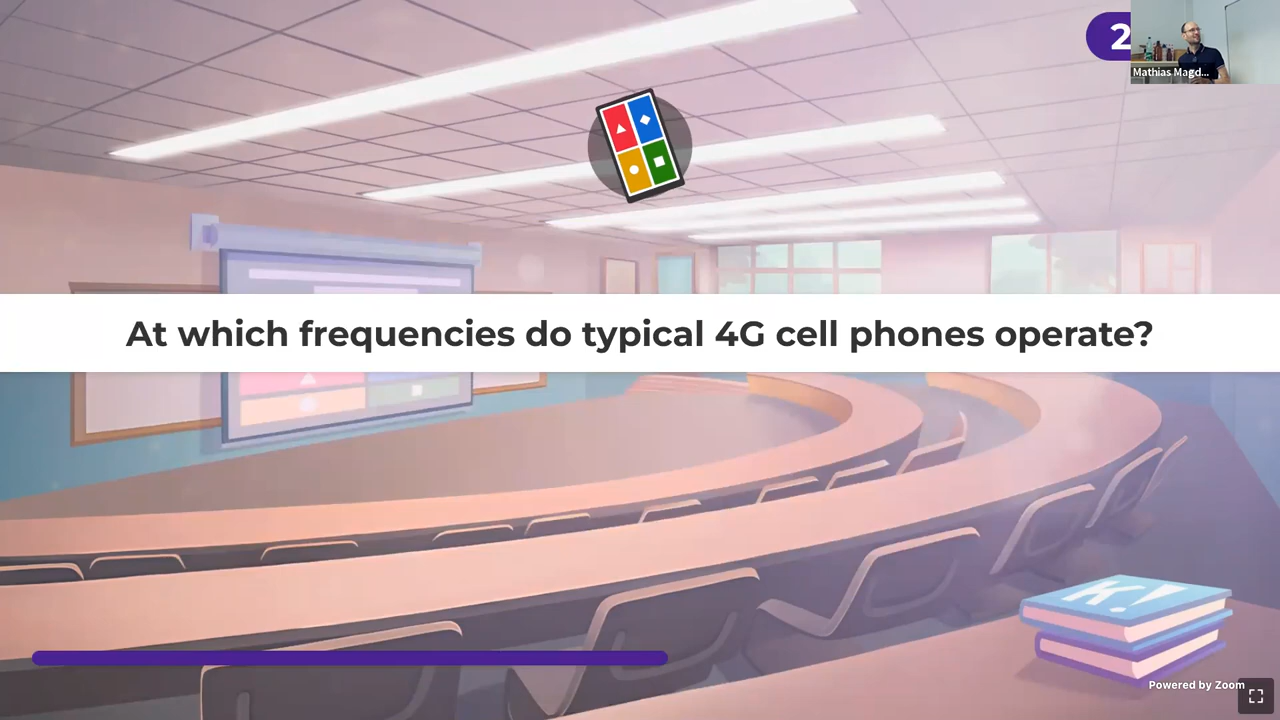 2
Mathias Magd...
At which frequencies do typical 4G cell phones operate?
K!
Powered by Zoom